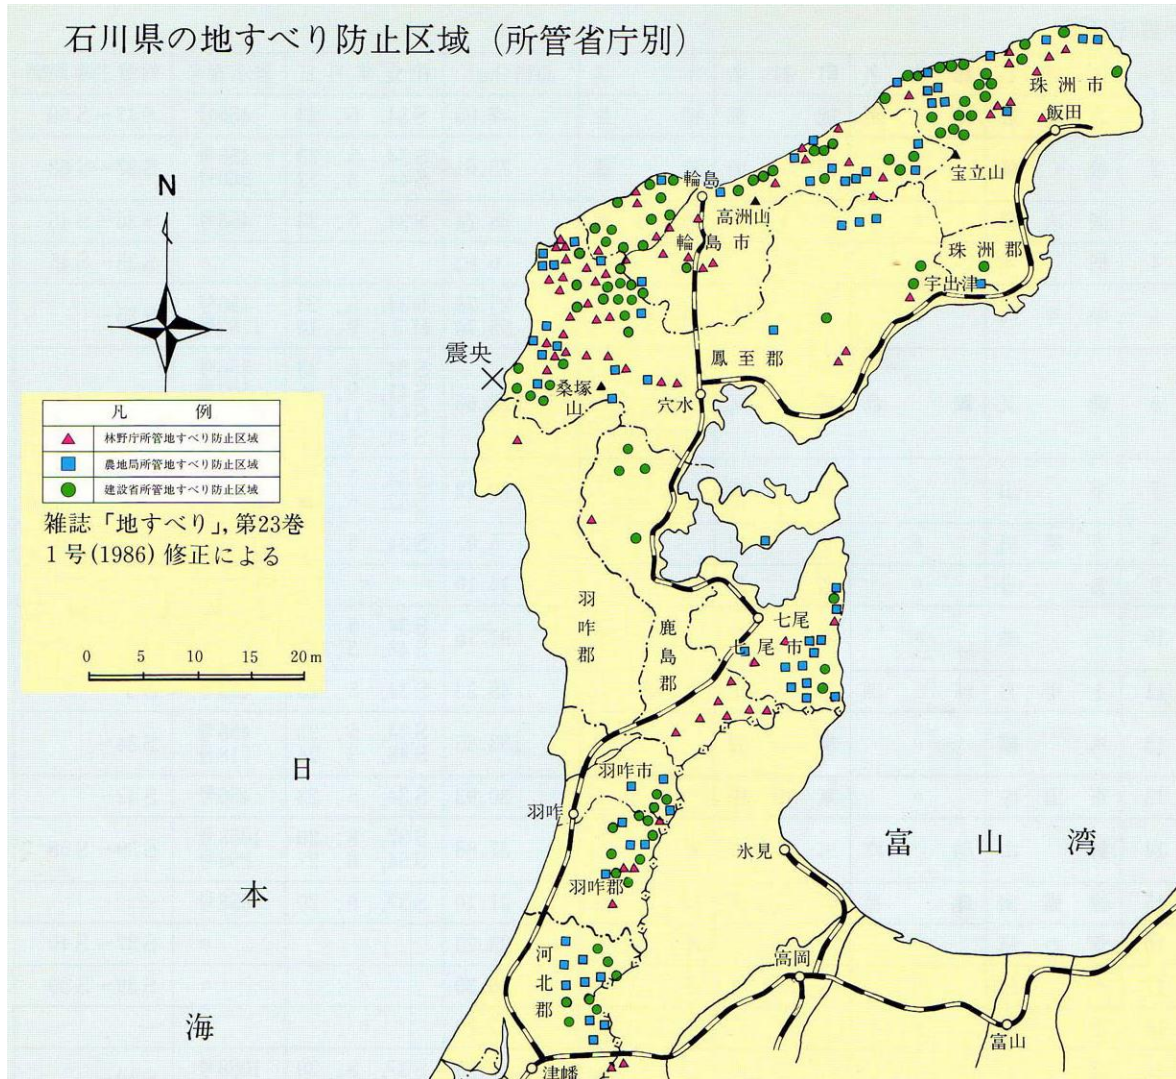 石川県の地すべり防止区域 (所管省庁別)
N
震央
凡 例
林野庁所管地すべり防止区域
農地局所管地すべり防止区域
建設省所管地すべり防止区域
雑誌「地すべり」, 第23巻
1号(1986) 修正による
0 5 10 15 20 m
珠洲市
飯田
宝立山
輪島
高洲山
輪島市
珠洲郡
宇出津
鳳至郡
桑塚山
穴水
羽咋郡
鹿島郡
七尾
七尾市
羽咋市
羽咋
羽咋郡
氷見
富山湾
河北郡
高岡
富山
津幡
日本海